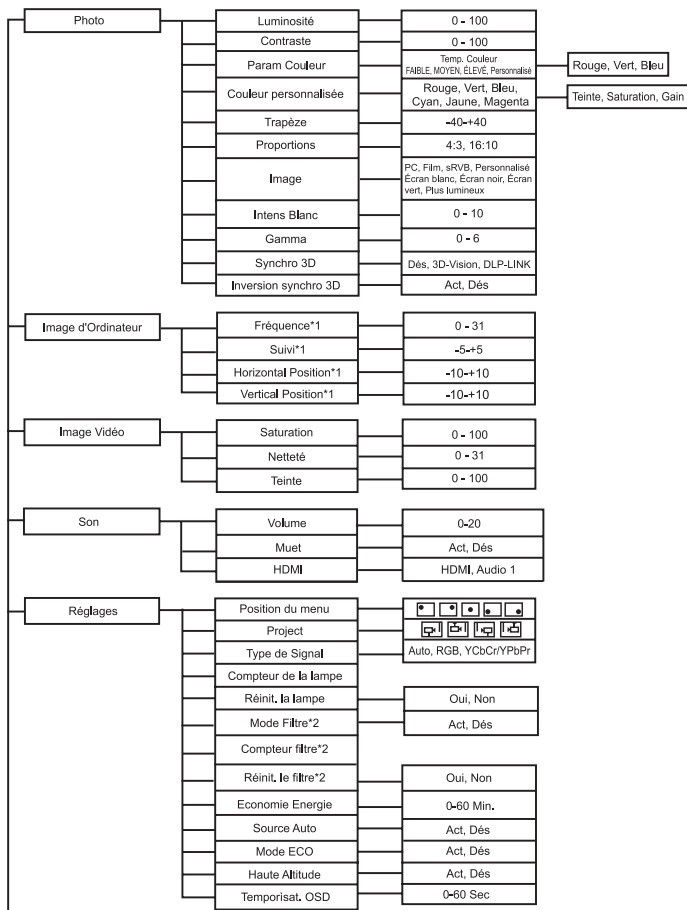 Photo
Luminosité
0 - 100
Contraste
0 - 100
Param Couleur
Temp. Couleur
FAIBLE, MOYEN, ÉLEVÉ, Personnalisé
Rouge, Vert, Bleu
Couleur personnalisée
Rouge, Vert, Bleu,
Cyan, Jaune, Magenta
Teinte, Saturation, Gain
Trapèze
-40-+40
Proportions
4:3, 16:10
Image
PC, Film, sRVB, Personnalisé
Écran blanc, Écran noir, Écran
vert, Plus lumineux
Intens Blanc
0 - 10
Gamma
0 - 6
Synchro 3D
Dés, 3D-Vision, DLP-LINK
Inversion synchro 3D
Act, Dés
Image d'Ordinateur
Fréquence*1
0 - 31
Suivi*1
-5-+5
Horizontal Position*1
-10-+10
Vertical Position*1
-10-+10
Image Vidéo
Saturation
0 - 100
Netteté
0 - 31
Teinte
0 - 100
Son
Volume
0-20
Muet
Act, Dés
HDMI
HDMI, Audio 1
Réglages
Position du menu
Project
Type de Signal
Auto, RGB, YCbCr/YPbPr
Compteur de la lampe
Réinit. la lampe
Oui, Non
Mode Filtre*2
Act, Dés
Compteur filtre*2
Réinit. le filtre*2
Oui, Non
Economie Energie
0-60 Min.
Source Auto
Act, Dés
Mode ECO
Act, Dés
Haute Altitude
Act, Dés
Temporisat. OSD
0-60 Sec